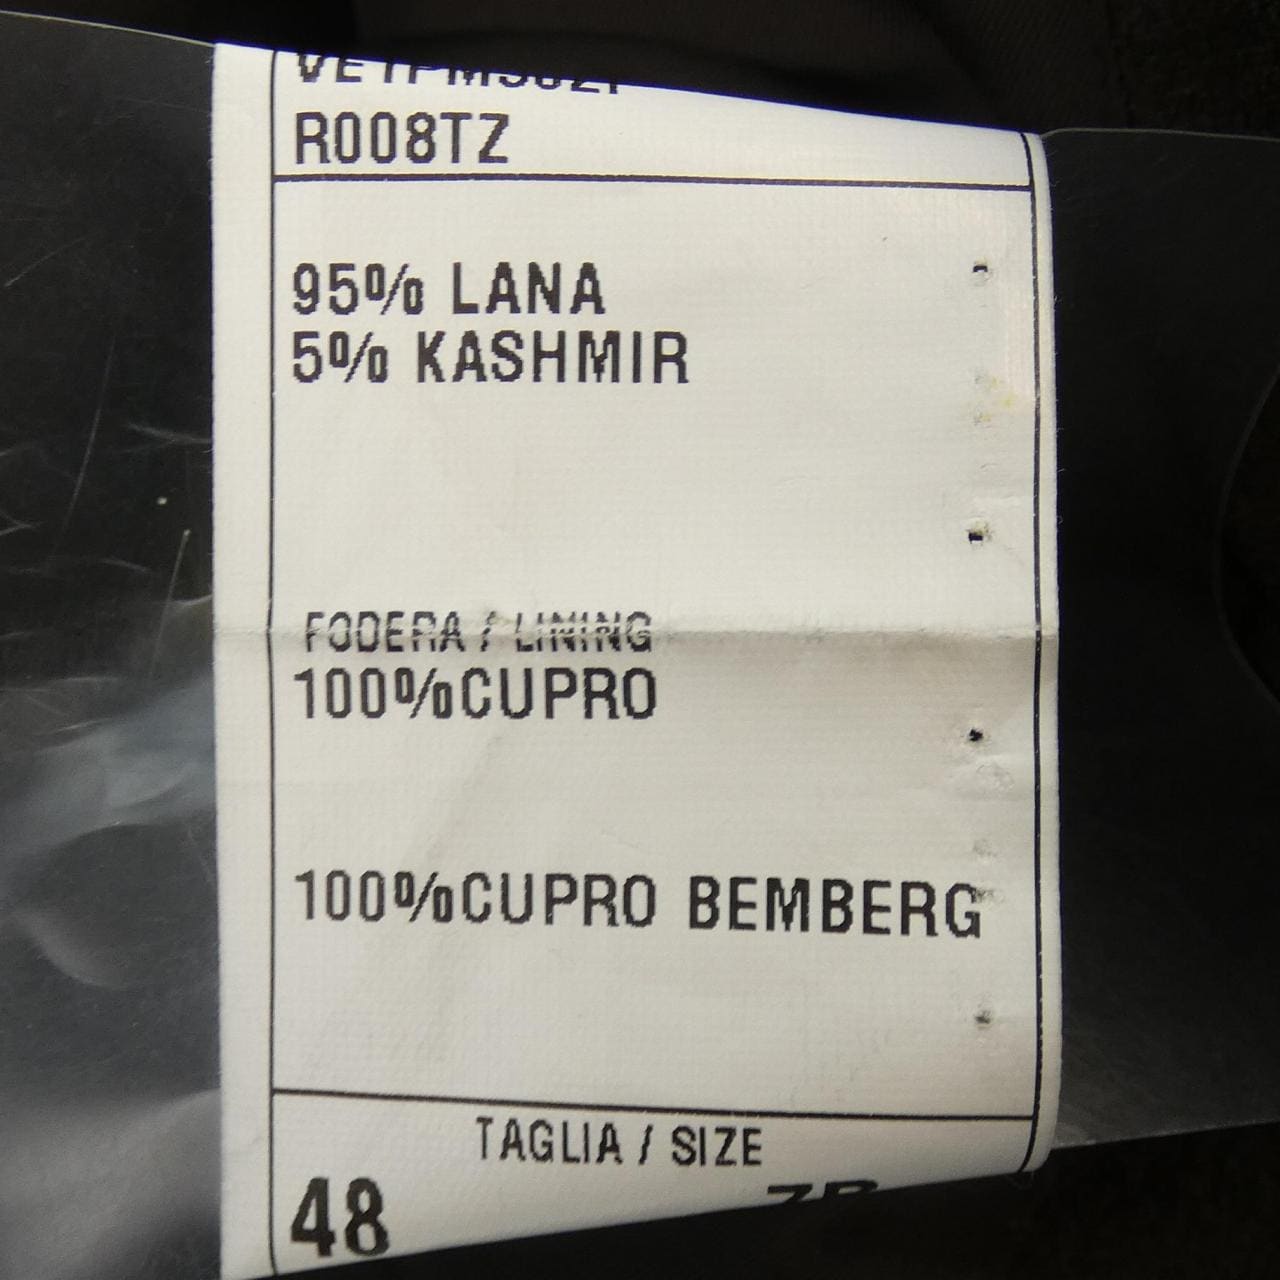 R008TZ
95% LANA
5% KASHMIR
FODERA / LINING
100%CUPRO
100%CUPRO BEMBERG
TAGLIA / SIZE
48